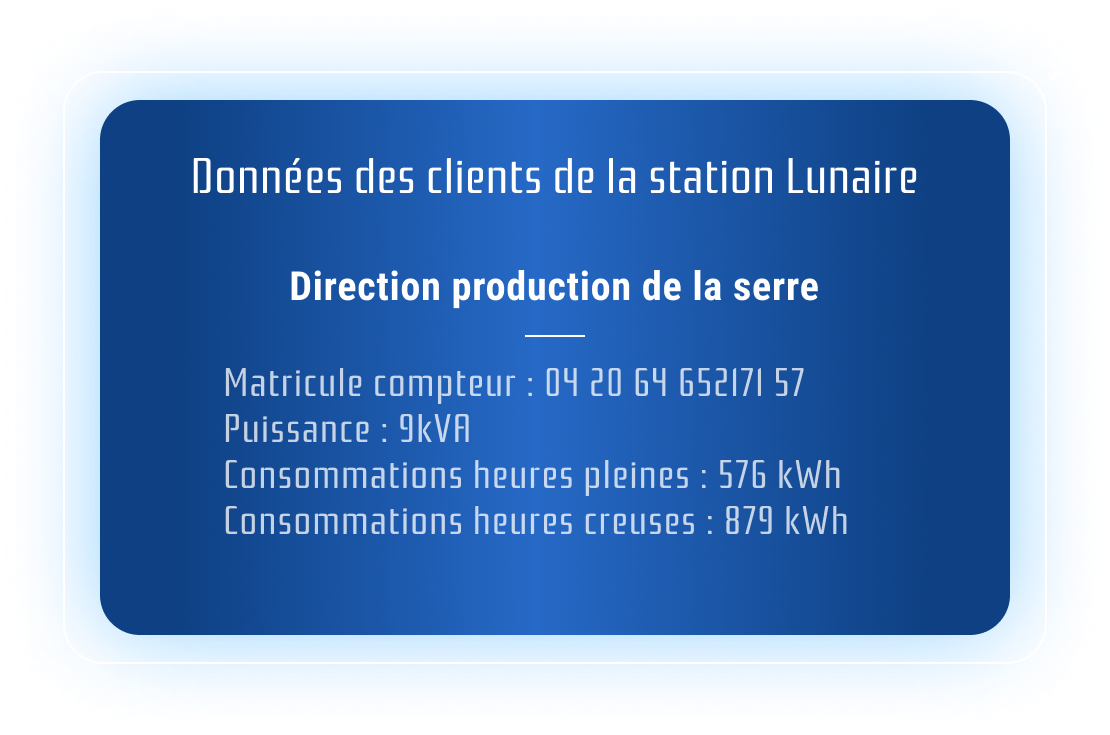 Données des clients de la station Lunaire
Direction production de la serre
Matricule compteur : 04 20 64 652171 57
Puissance : 9kVA
Consommations heures pleines : 576 kWh
Consommations heures creuses : 879 kWh